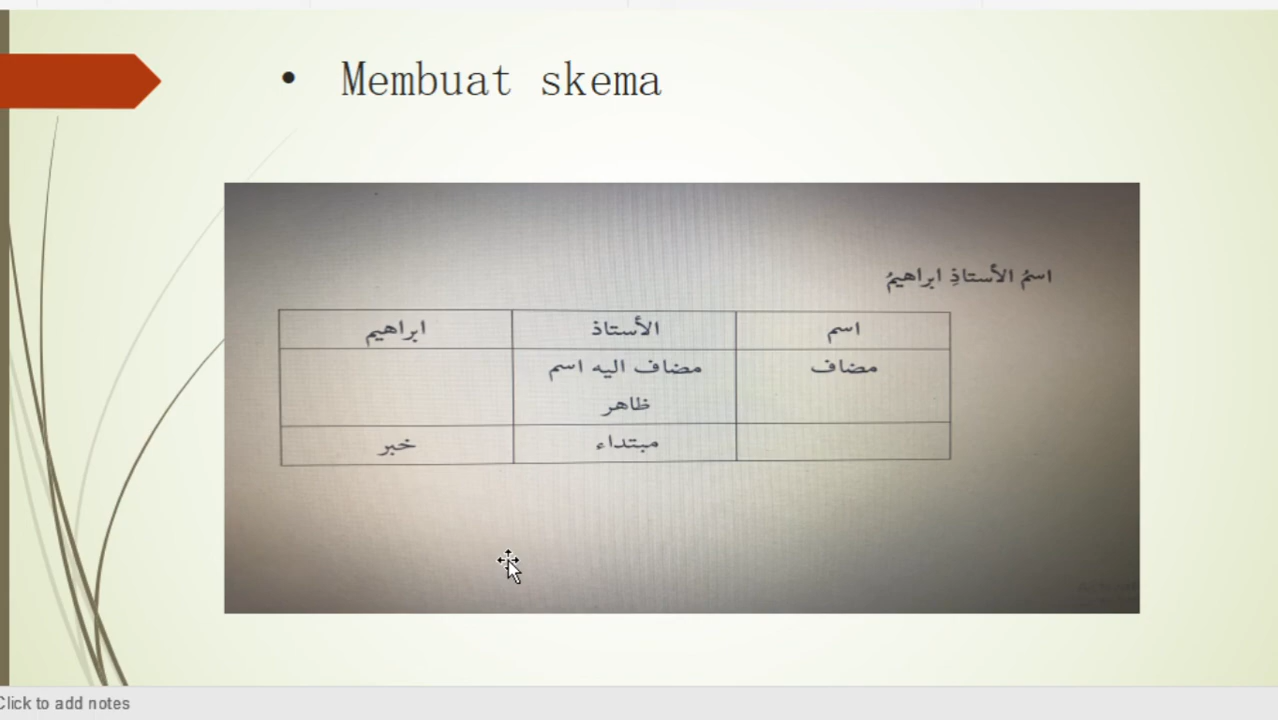 • Membuat skema
اسمُ الأستاذِ ابراهيمُ
اسم الأستاذ ابراهيم
مضاف مضاف اليه اسم
ظاهر
مبتداء خبر
Click to add notes